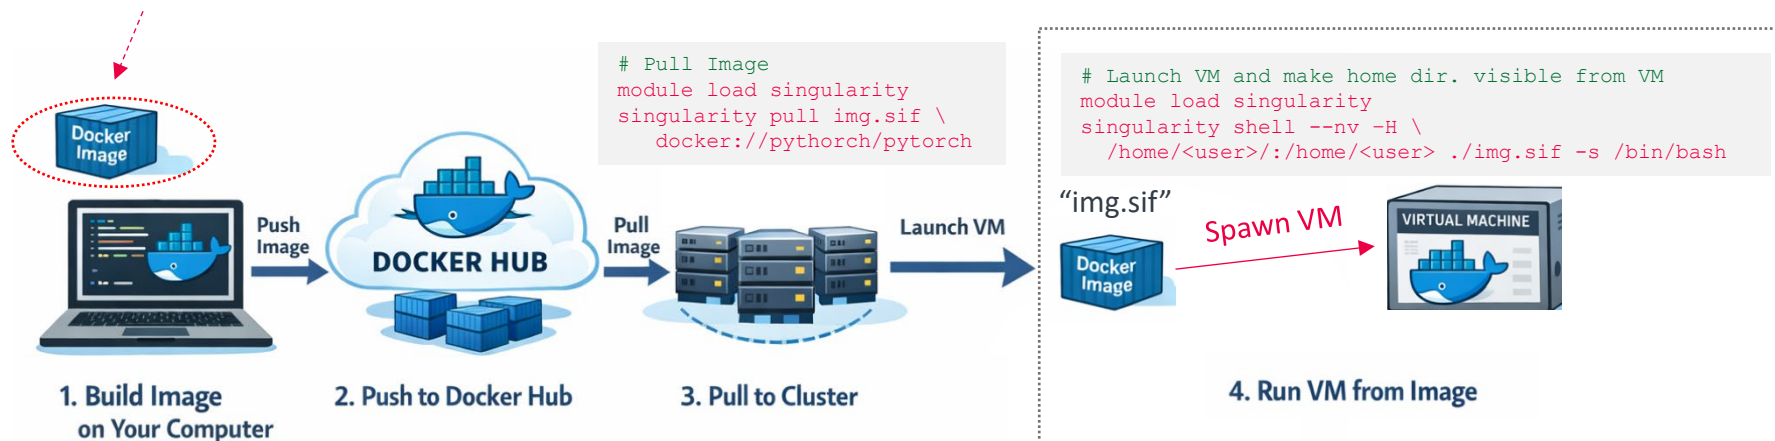 # Pull Image
module load singularity
singularity pull img.sif \
docker://pythorch/pytorch
# Launch VM and make home dir. visible from VM
module load singularity
singularity shell --nv –H \
/home/<user>/:/home/<user> ./img.sif -s /bin/bash
Docker
Image
Push
Image
DOCKER HUB
Pull
Image
Launch VM
“img.sif”
Docker
Image
Spawn VM
VIRTUAL MACHINE
1. Build Image
on Your Computer
2. Push to Docker Hub
3. Pull to Cluster
4. Run VM from Image